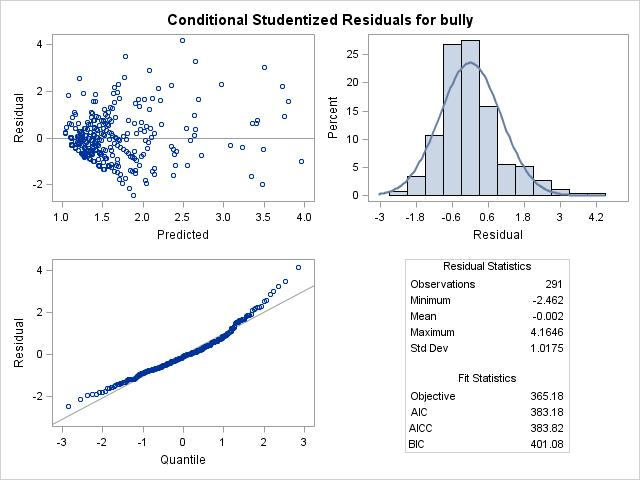 Conditional Studentized Residuals for bully
4
2
0
-2
Residual
1.0 1.5 2.0 2.5 3.0 3.5 4.0
Predicted
25
20
15
10
5
0
Percent
-3 -1.8 -0.6 0.6 1.8 3 4.2
Residual
4
2
0
-2
Residual
-3 -2 -1 0 1 2 3
Quantile
Residual Statistics
Observations 291
Minimum -2.462
Mean -0.002
Maximum 4.1646
Std Dev 1.0175
Fit Statistics
Objective 365.18
AIC 383.18
AICC 383.82
BIC 401.08